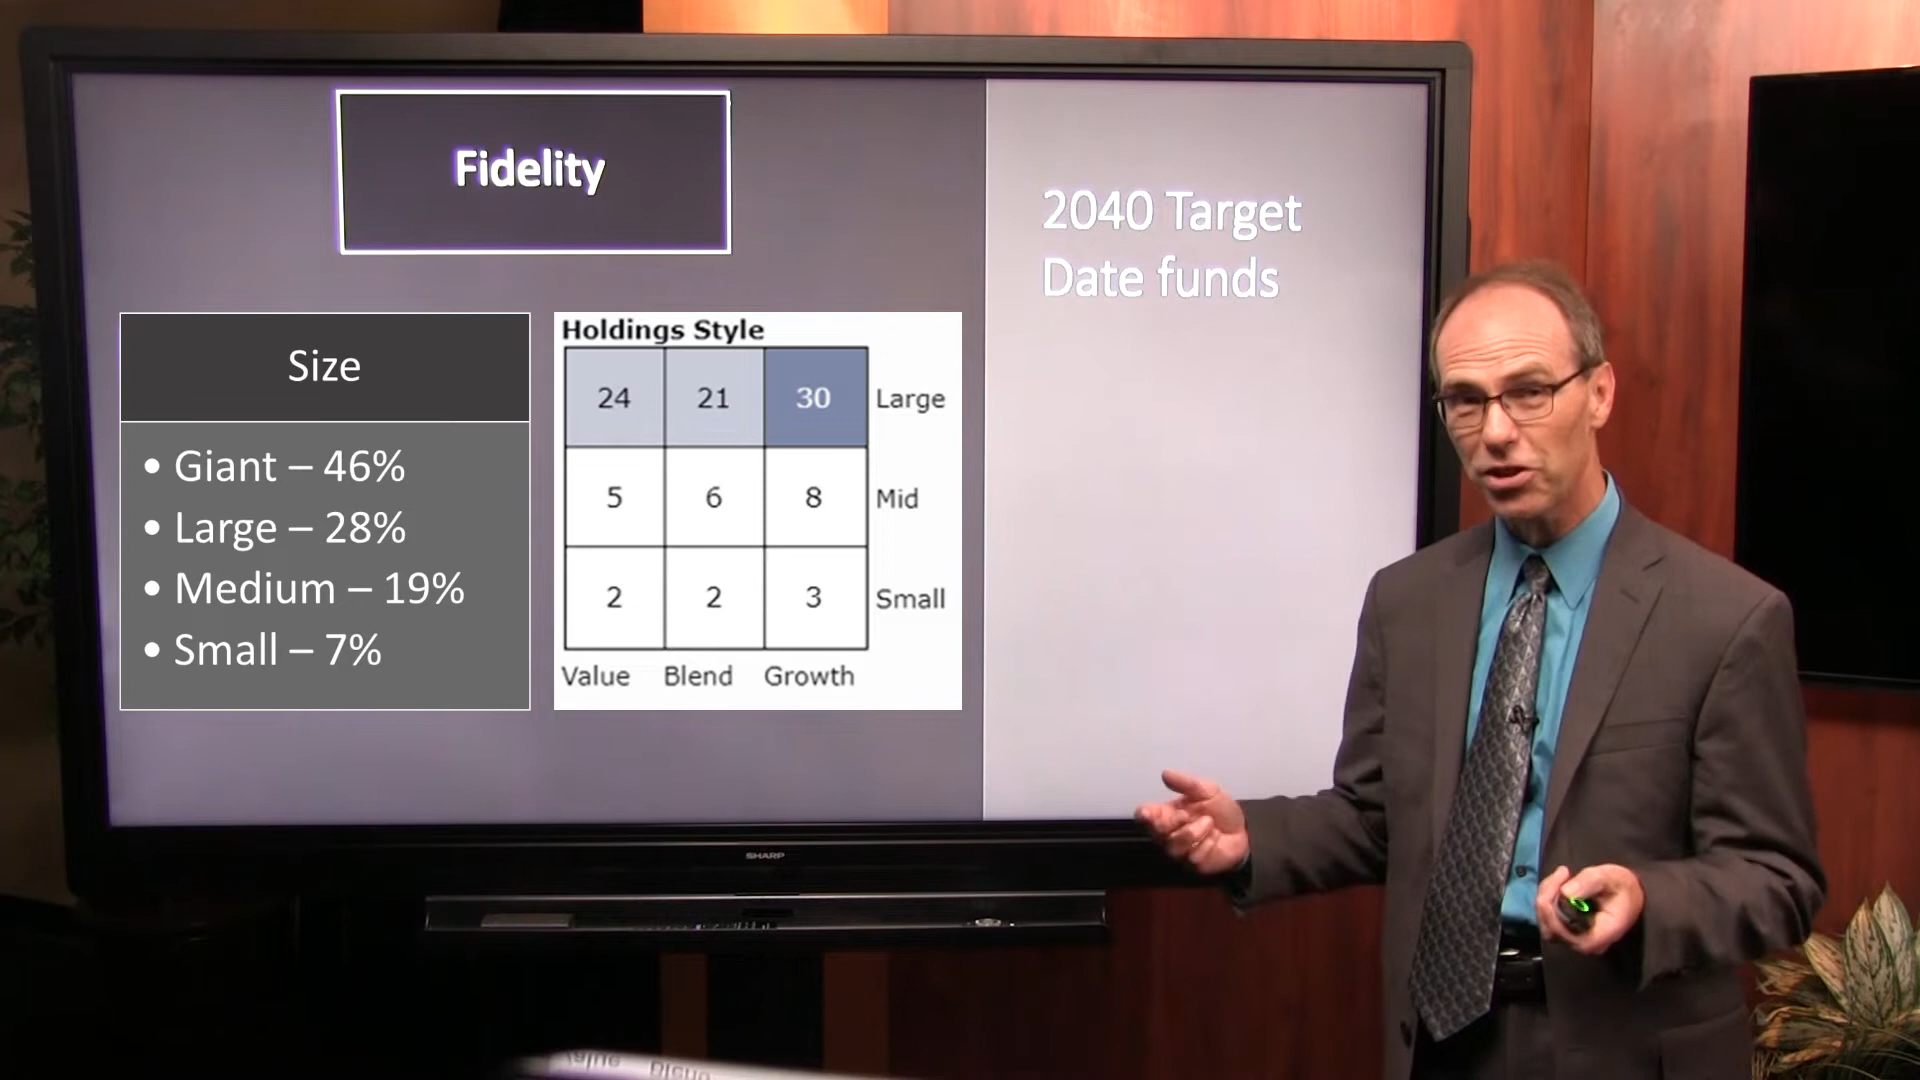 Fidelity
2040 Target
Date funds
Size
• Giant – 46%
• Large – 28%
• Medium – 19%
• Small – 7%
Holdings Style
24 21 30 Large
5 6 8 Mid
2 2 3 Small
Value Blend Growth
SHARP